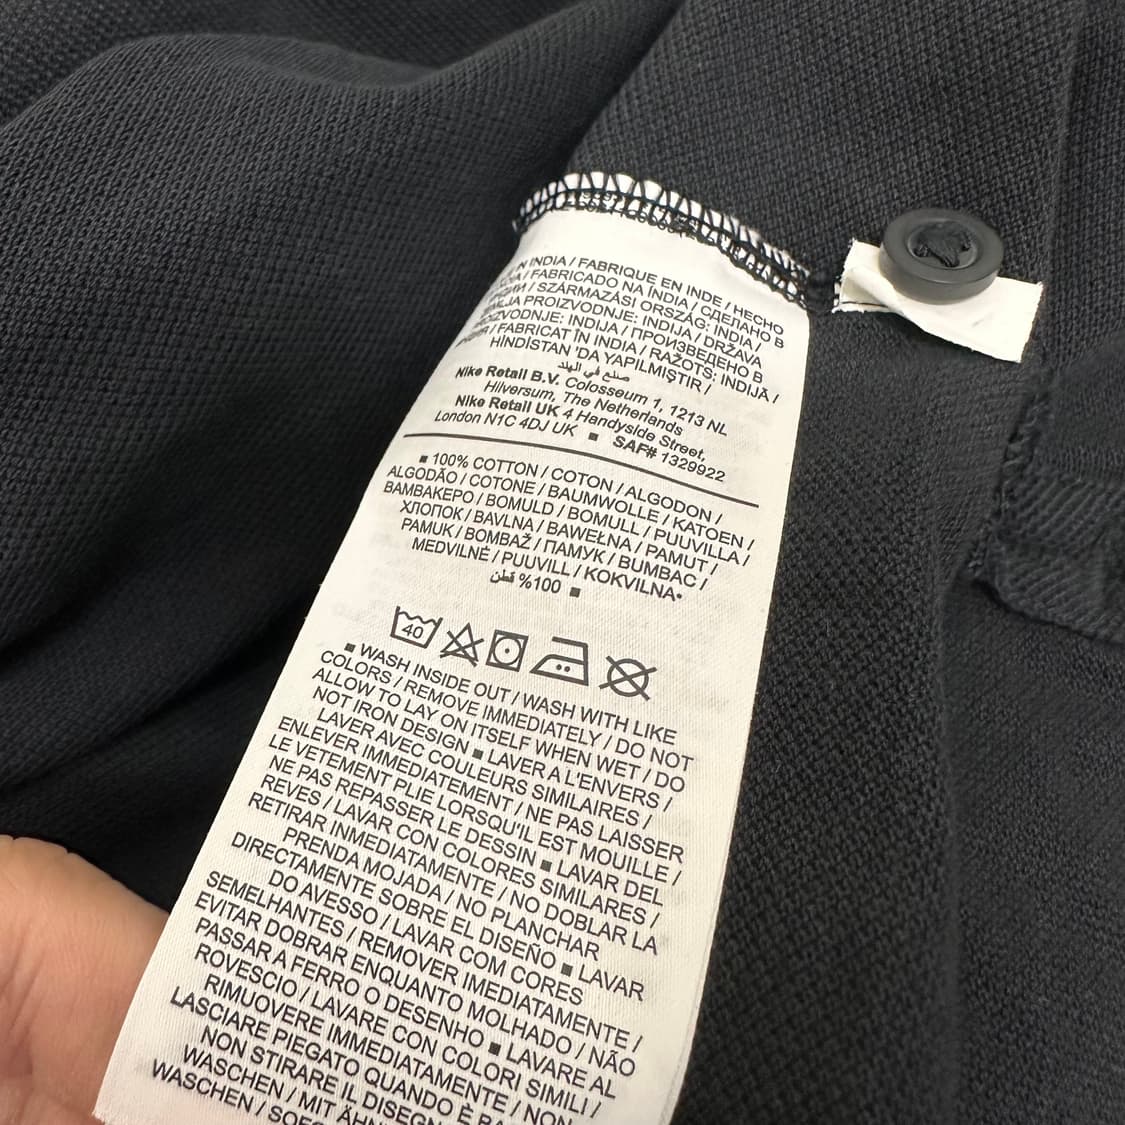 IN INDIA / FABRIQUE EN INDE / HECHO
/ FABRICADO NA ÍNDIA / СДЕЛАНО В
/ SZÁRMAZÁSI ORSZÁG: INDIA /
PROIZVODNJE: INDIJA / DRŽAVA
PROIZVODNJE: INDIJA / ПРОИЗВЕДЕНО В
/ FABRICAT ÎN INDIA / RAŽOTS: INDIJĀ /
HİNDİSTAN 'DA YAPILMIŞTIR /
صنع في الهند
Nike Retail B.V. Colosseum 1, 1213 NL
Hilversum, The Netherlands
Nike Retail UK 4 Handyside Street,
London N1C 4DJ UK ■ SAF# 1329922
■ 100% COTTON / COTON / ALGODON /
ALGODÃO / COTONE / BAUMWOLLE / KATOEN /
ΒΑΜΒΑΚΕΡΟ / BOMULD / BOMULL / PUUVILLA /
ХЛОПОК / BAVLNA / BAWEŁNA / PAMUT /
PAMUK / BOMBAŽ / ПАМУК / BUMBAC /
MEDVILNĖ / PUUVILL / KOKVILNA•
%100 قطن ■
40
■ WASH INSIDE OUT / WASH WITH LIKE
COLORS / REMOVE IMMEDIATELY / DO NOT
ALLOW TO LAY ON ITSELF WHEN WET / DO
NOT IRON DESIGN ■ LAVER A L'ENVERS /
LAVER AVEC COULEURS SIMILAIRES /
ENLEVER IMMEDIATEMENT / NE PAS LAISSER
LE VETEMENT PLIE LORSQU'IL EST MOUILLE /
NE PAS REPASSER LE DESSIN ■ LAVAR DEL
REVES / LAVAR CON COLORES SIMILARES /
RETIRAR INMEDIATAMENTE / NO DOBLAR LA
PRENDA MOJADA / NO PLANCHAR
DIRECTAMENTE SOBRE EL DISEÑO ■ LAVAR
DO AVESSO / LAVAR COM CORES
SEMELHANTES / REMOVER IMEDIATAMENTE /
EVITAR DOBRAR ENQUANTO MOLHADO / NÃO
PASSAR A FERRO O DESENHO ■ LAVARE AL
ROVESCIO / LAVARE CON COLORI SIMILI /
RIMUOVERE IMMEDIATAMENTE / NON
LASCIARE PIEGATO QUANDO È
NON STIRARE IL
WASCHEN / MIT
WASCHEN /